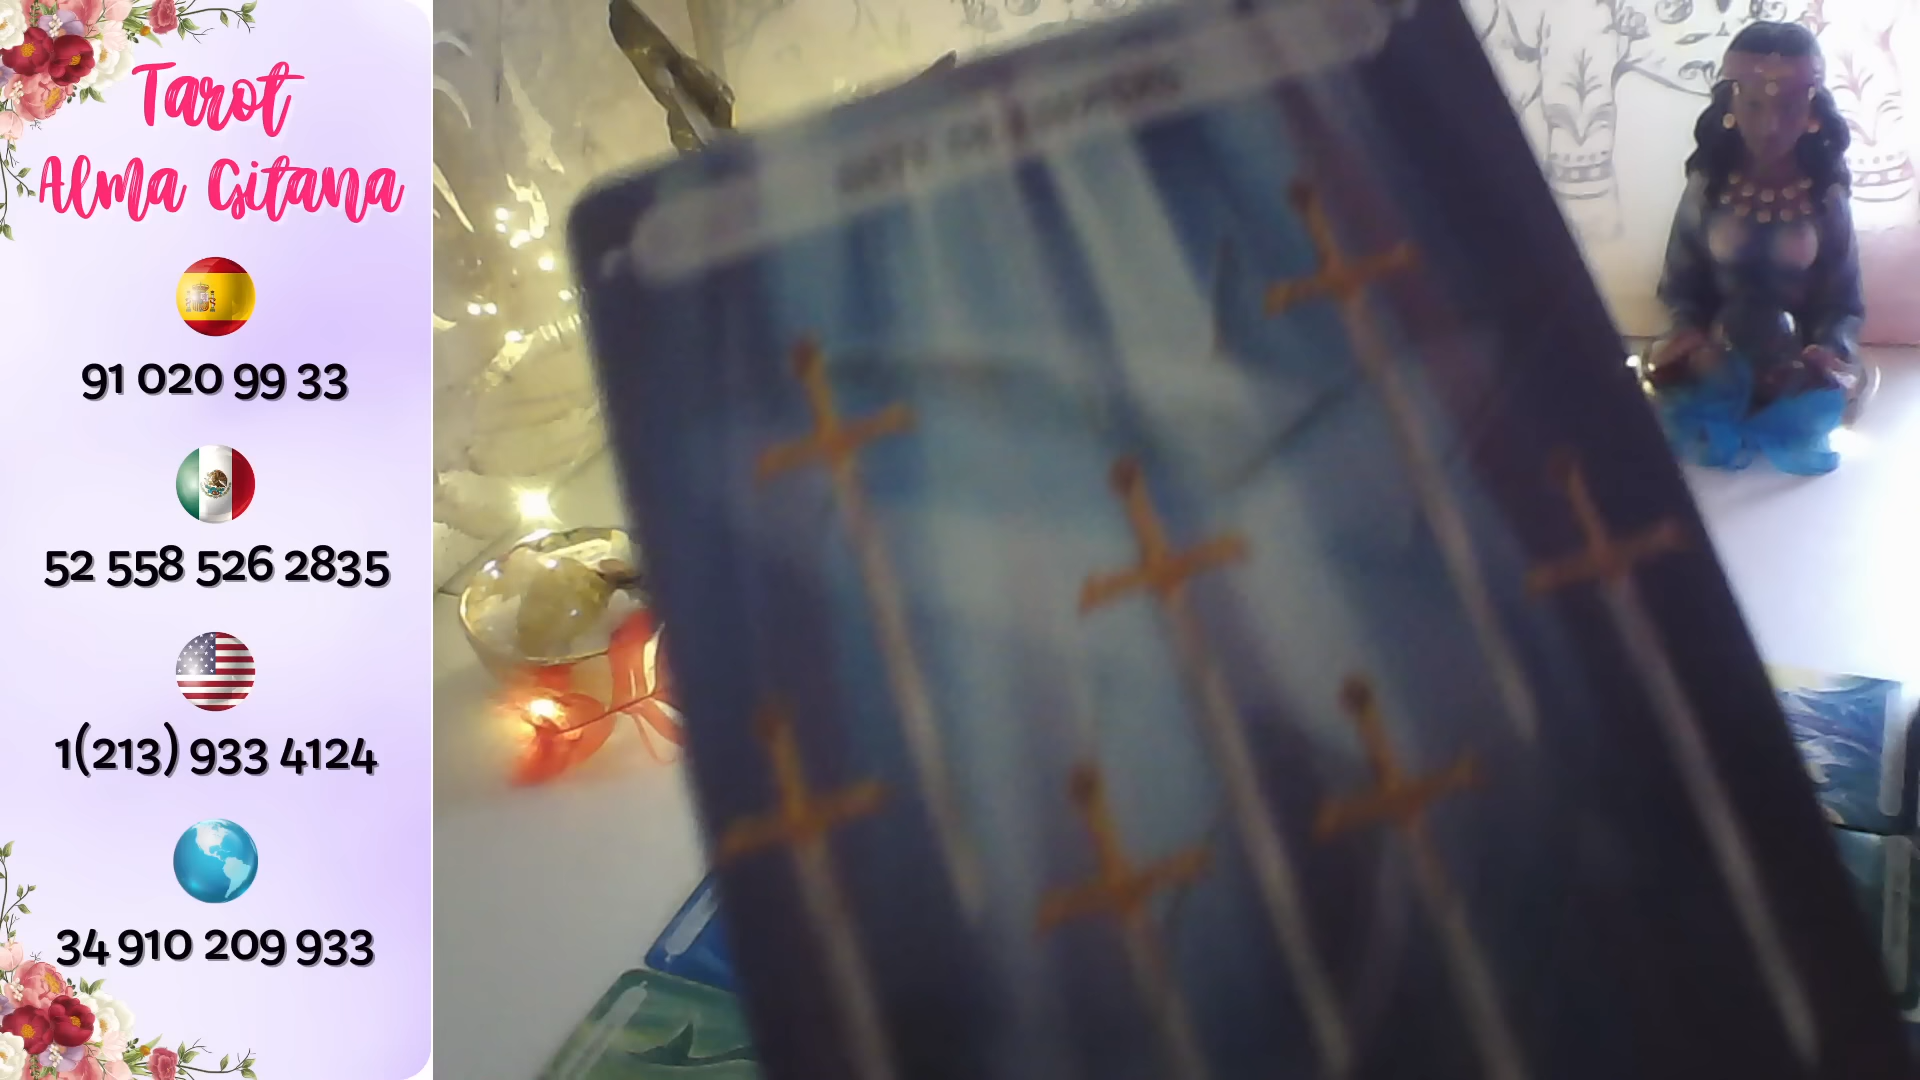 Tarot
Alma Gitana
91 020 99 33
52 558 526 2835
1(213) 933 4124
34 910 209 933